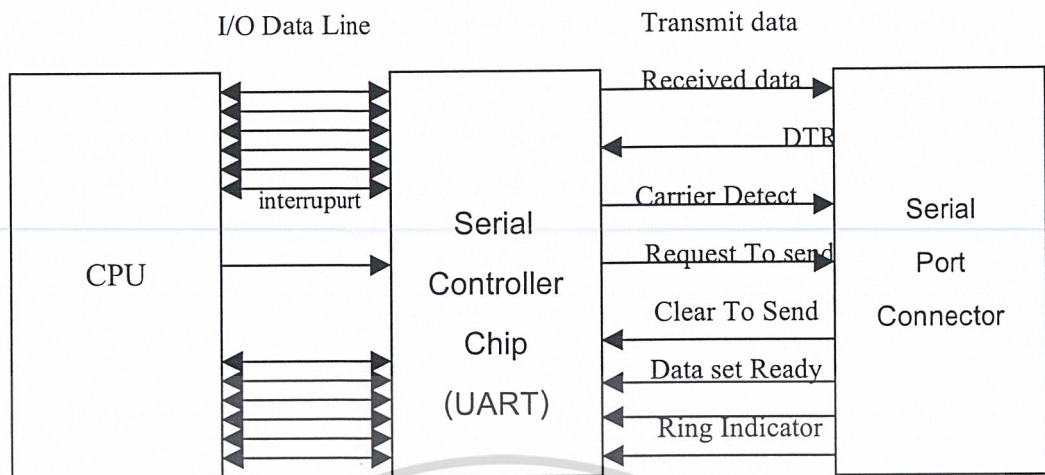 I/O Data Line
Transmit data
Received data
DTR
interrupurt
Carrier Detect
Serial
Controller
Chip
(UART)
Serial
Port
Connector
CPU
Request To send
Clear To Send
Data set Ready
Ring Indicator